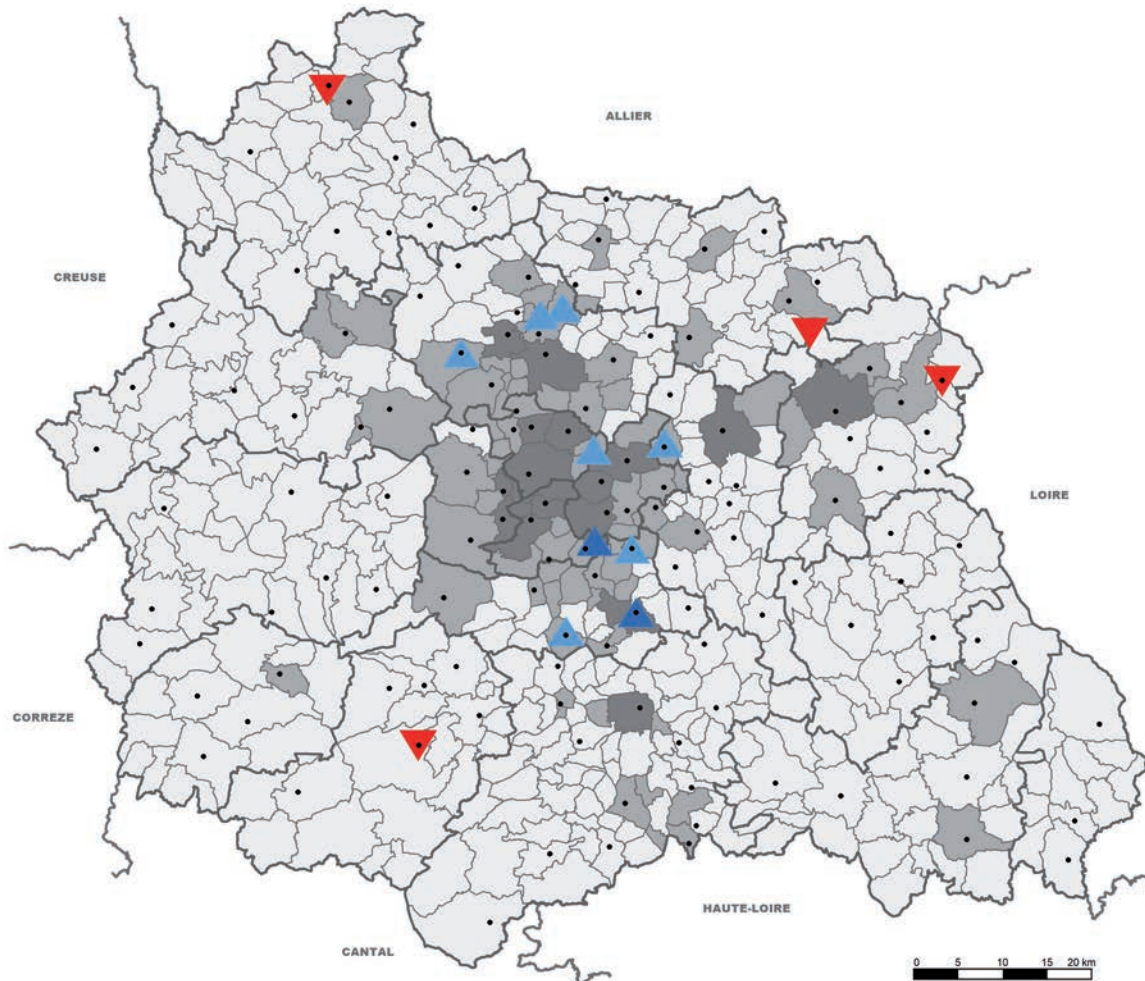 ALLIER
CREUSE
LOIRE
CORREZE
HAUTE-LOIRE
CANTAL
0 5 10 15 20 km